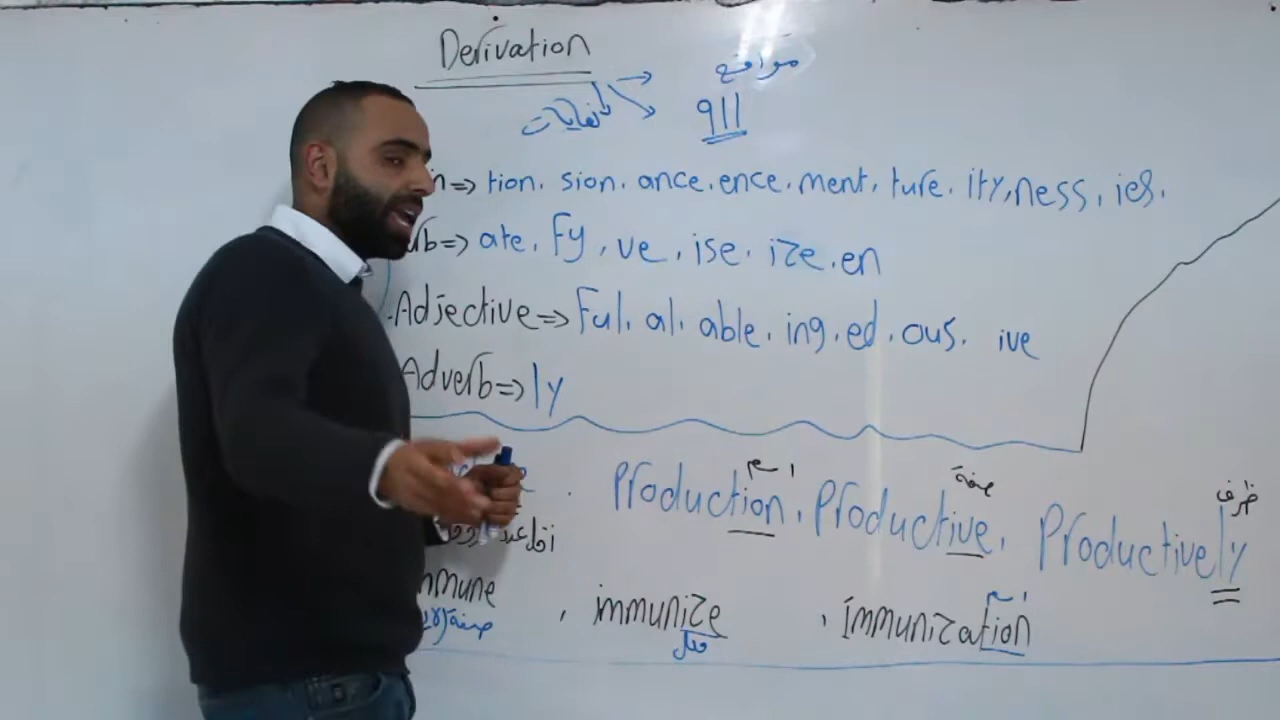 Derivation
مواقع
نهايات
911
n => tion. sion. ance. ence. ment. ture. ity, ness, ies.
rb => ate. Fy, ve. ise. ize. en
Adjective => Ful. al. able. ing. ed. ous. ive
Adverb => ly
اسم صفة ظرف
Production, Productive, Productively
mmune, immunize, immunization
صفة فعل اسم